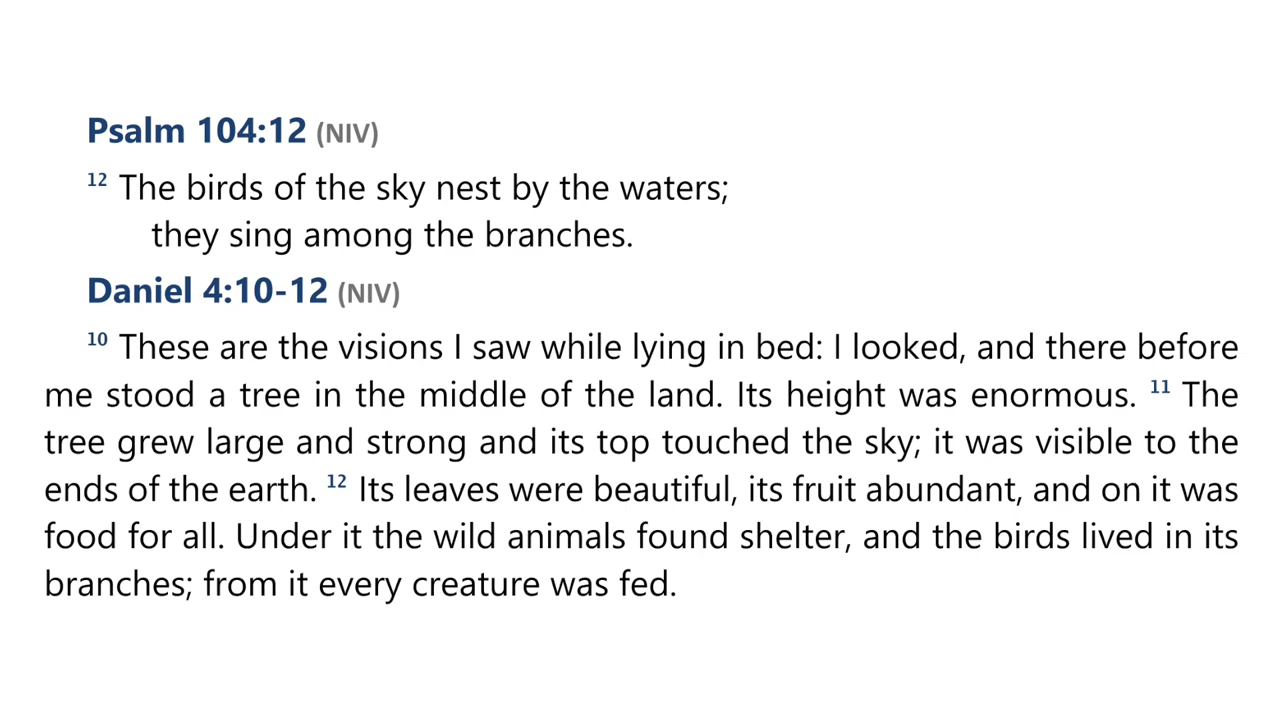 Psalm 104:12 (NIV)
12 The birds of the sky nest by the waters;
they sing among the branches.
Daniel 4:10-12 (NIV)
10 These are the visions I saw while lying in bed: I looked, and there before
me stood a tree in the middle of the land. Its height was enormous. 11 The
tree grew large and strong and its top touched the sky; it was visible to the
ends of the earth. 12 Its leaves were beautiful, its fruit abundant, and on it was
food for all. Under it the wild animals found shelter, and the birds lived in its
branches; from it every creature was fed.